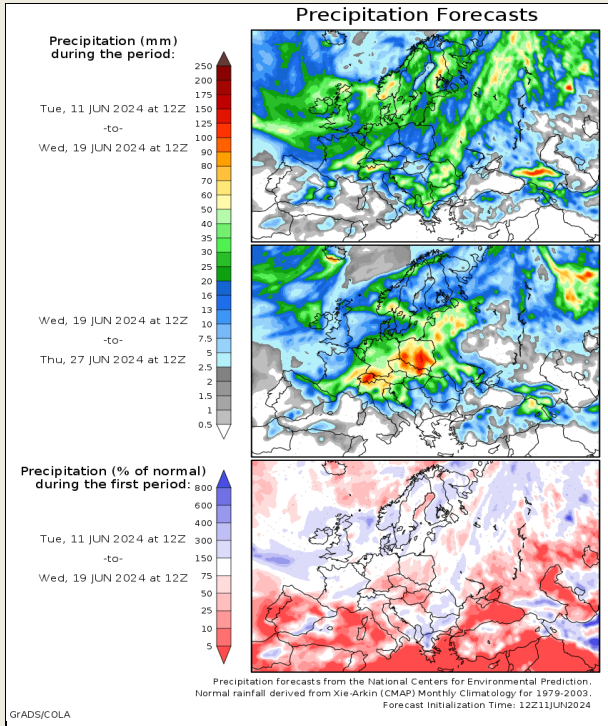 Precipitation Forecasts
Precipitation (mm)
during the period:
Tue, 11 JUN 2024 at 12Z
-to-
Wed, 19 JUN 2024 at 12Z
250
200
175
150
125
100
90
80
70
60
50
40
35
30
25
20
16
13
10
7.5
5
2.5
2
1.5
1
0.5
Wed, 19 JUN 2024 at 12Z
-to-
Thu, 27 JUN 2024 at 12Z
Precipitation (% of normal)
during the first period:
Tue, 11 JUN 2024 at 12Z
-to-
Wed, 19 JUN 2024 at 12Z
800
600
400
300
150
75
50
25
10
5
Precipitation forecasts from the National Centers for Environmental Prediction.
Normal rainfall derived from Xie-Arkin (CMAP) Monthly Climatology for 1979-2003.
Forecast Initialization Time: 12Z11JUN2024
GrADS/COLA